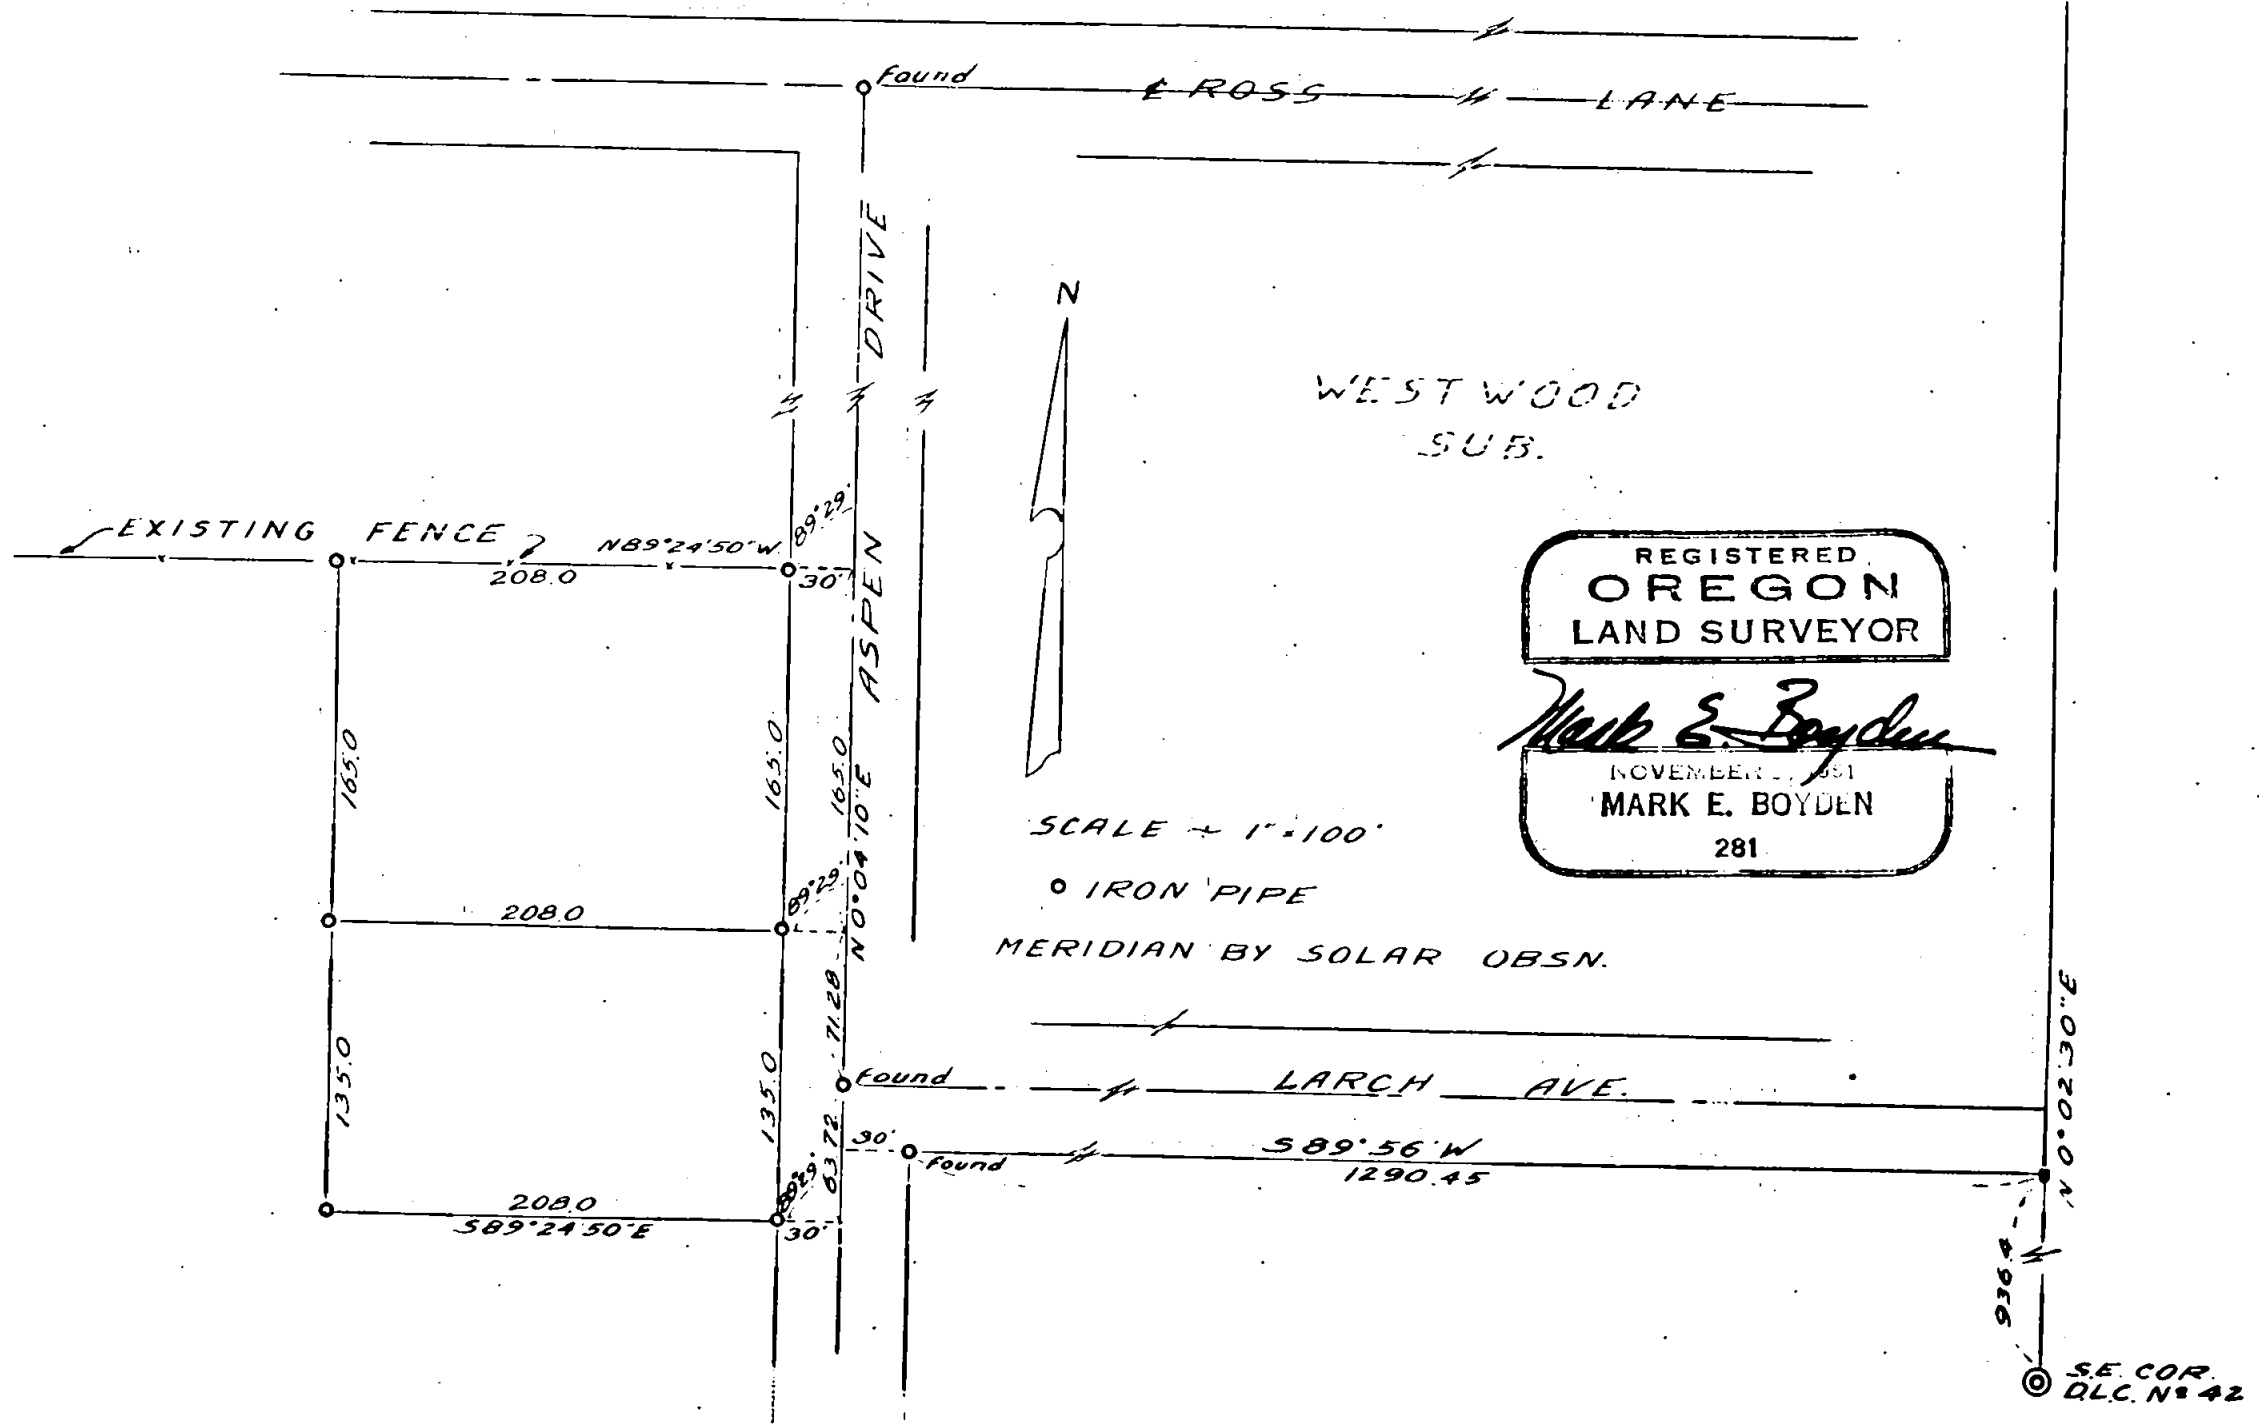 Found
℄ ROSS LANE
DRIVE
N
WESTWOOD
SUB.
89°29'
EXISTING FENCE
N89°24'50"W
208.0
30'
ASPEN
REGISTERED
OREGON
LAND SURVEYOR
Mark E. Boyden
NOVEMBER
MARK E. BOYDEN
281
165.0
165.0
165.0
N0°04'10"E
SCALE ~ 1"=100'
IRON PIPE
MERIDIAN BY SOLAR OBSN.
89°29'
208.0
71.28
135.0
135.0
Found
LARCH AVE.
N 0°02'30"E
63.72
30'
Found
S89°56'W
1290.45
89°29'
208.0
S89°24'50"E
30'
936.4
S.E. COR.
D.L.C. Nº 42